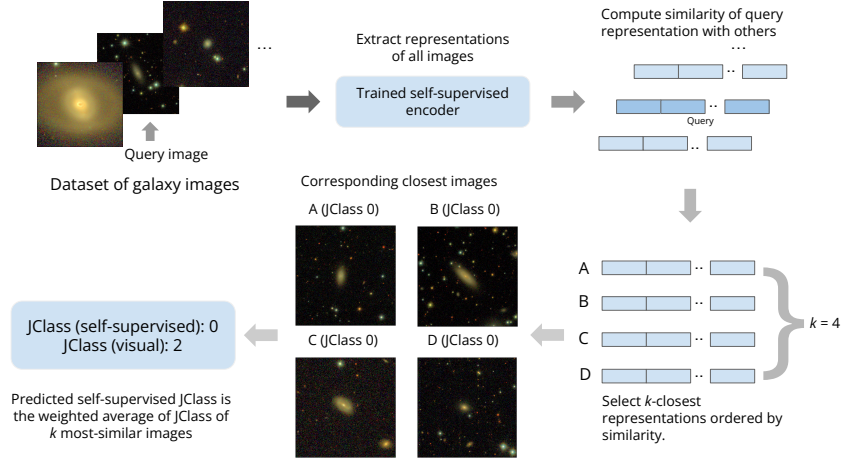 ...
Query image
Dataset of galaxy images
Extract representations
of all images
Trained self-supervised
encoder
Compute similarity of query
representation with others
...
..
..
Query
..
A
..
B
..
C
..
D
..
k = 4
Select k-closest
representations ordered by
similarity.
Corresponding closest images
A (JClass 0)
B (JClass 0)
C (JClass 0)
D (JClass 0)
JClass (self-supervised): 0
JClass (visual): 2
Predicted self-supervised JClass is
the weighted average of JClass of
k most-similar images